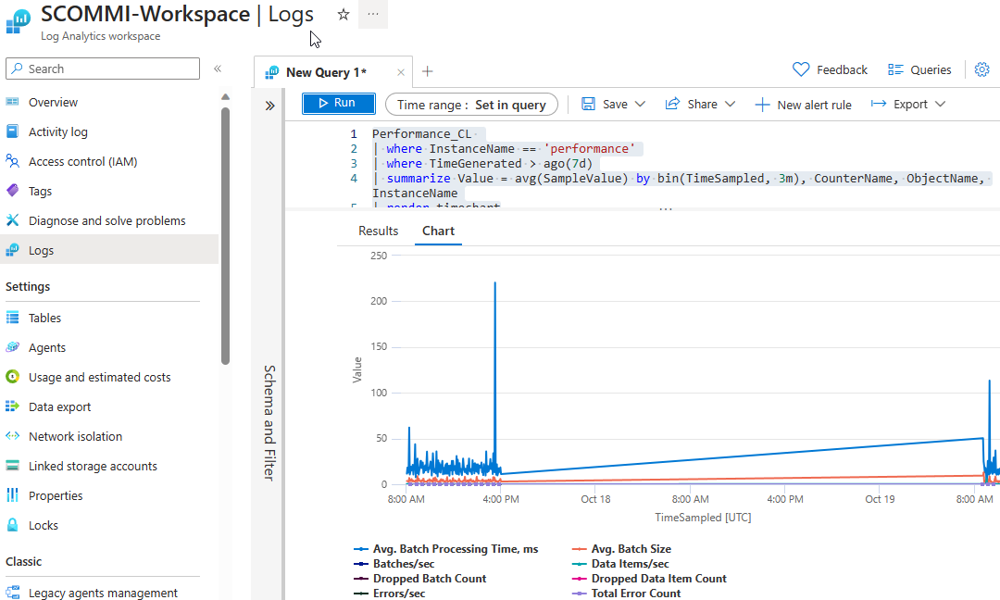 SCOMMI-Workspace | Logs
Log Analytics workspace
Search
Overview
Activity log
Access control (IAM)
Tags
Diagnose and solve problems
Logs
Settings
Tables
Agents
Usage and estimated costs
Data export
Network isolation
Linked storage accounts
Properties
Locks
Classic
Legacy agents management
New Query 1*
Feedback
Queries
Run
Time range : Set in query
Save
Share
New alert rule
Export
1 Performance_CL
2 | where InstanceName == 'performance'
3 | where TimeGenerated > ago(7d)
4 | summarize Value = avg(SampleValue) by bin(TimeSampled, 3m), CounterName, ObjectName,
InstanceName
5 | render timechart
Schema and Filter
Results Chart
250
200
150
100
50
0
Value
8:00 AM 4:00 PM Oct 18 8:00 AM 4:00 PM Oct 19 8:00 AM
TimeSampled [UTC]
Avg. Batch Processing Time, ms
Avg. Batch Size
Batches/sec
Data Items/sec
Dropped Batch Count
Dropped Data Item Count
Errors/sec
Total Error Count